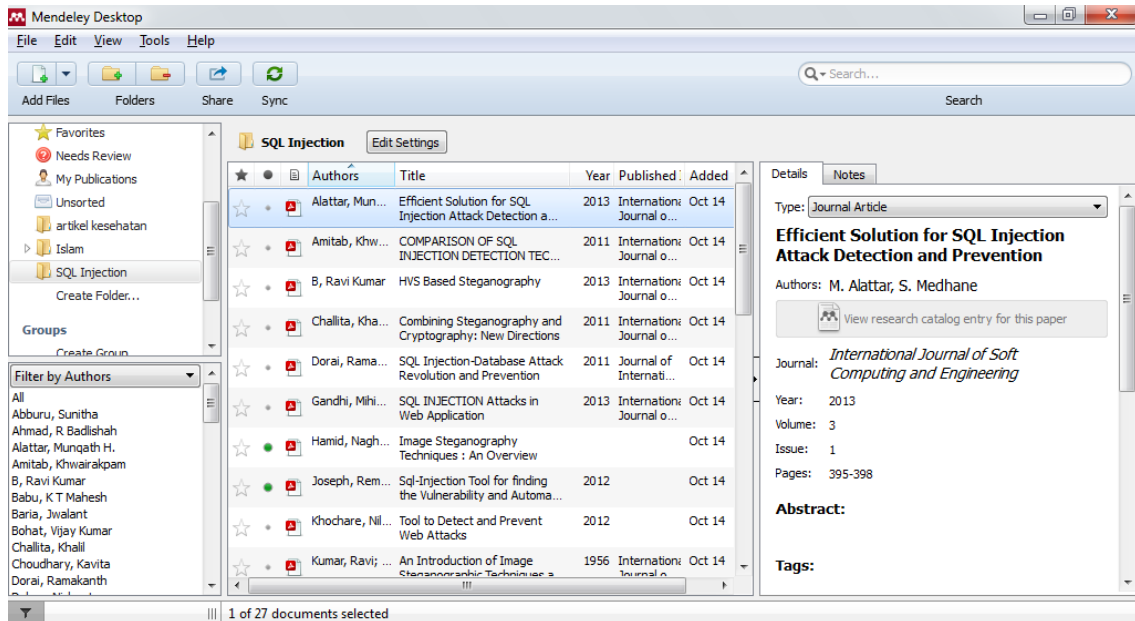 Mendeley Desktop
File Edit View Tools Help
Add Files Folders Share Sync
Search...
Search
Favorites
Needs Review
My Publications
Unsorted
artikel kesehatan
Islam
SQL Injection
Create Folder...
Groups
Create Group
Filter by Authors
All
Abburu, Sunitha
Ahmad, R Badlishah
Alattar, Munqath H.
Amitab, Khwairakpam
B, Ravi Kumar
Babu, K T Mahesh
Baria, Jwalant
Bohat, Vijay Kumar
Challita, Khalil
Choudhary, Kavita
Dorai, Ramakanth
SQL Injection Edit Settings
Authors Title Year Published Added
Alattar, Mun... Efficient Solution for SQL 2013 Internationa Oct 14
Injection Attack Detection a... Journal o...
Amitab, Khw... COMPARISON OF SQL 2011 Internationa Oct 14
INJECTION DETECTION TEC... Journal o...
B, Ravi Kumar HVS Based Steganography 2013 Internationa Oct 14
Journal o...
Challita, Kha... Combining Steganography and 2011 Internationa Oct 14
Cryptography: New Directions Journal o...
Dorai, Rama... SQL Injection-Database Attack 2011 Journal of Oct 14
Revolution and Prevention Internati...
Gandhi, Mihi... SQL INJECTION Attacks in 2013 Internationa Oct 14
Web Application Journal o...
Hamid, Nagh... Image Steganography Oct 14
Techniques : An Overview
Joseph, Rem... Sql-Injection Tool for finding 2012 Oct 14
the Vulnerability and Automa...
Khochare, Nil... Tool to Detect and Prevent 2012 Oct 14
Web Attacks
Kumar, Ravi; ... An Introduction of Image 1956 Internationa Oct 14
Steganographic Techniques a Journal o
Details Notes
Type: Journal Article
Efficient Solution for SQL Injection
Attack Detection and Prevention
Authors: M. Alattar, S. Medhane
View research catalog entry for this paper
Journal: International Journal of Soft
Computing and Engineering
Year: 2013
Volume: 3
Issue: 1
Pages: 395-398
Abstract:
Tags:
1 of 27 documents selected